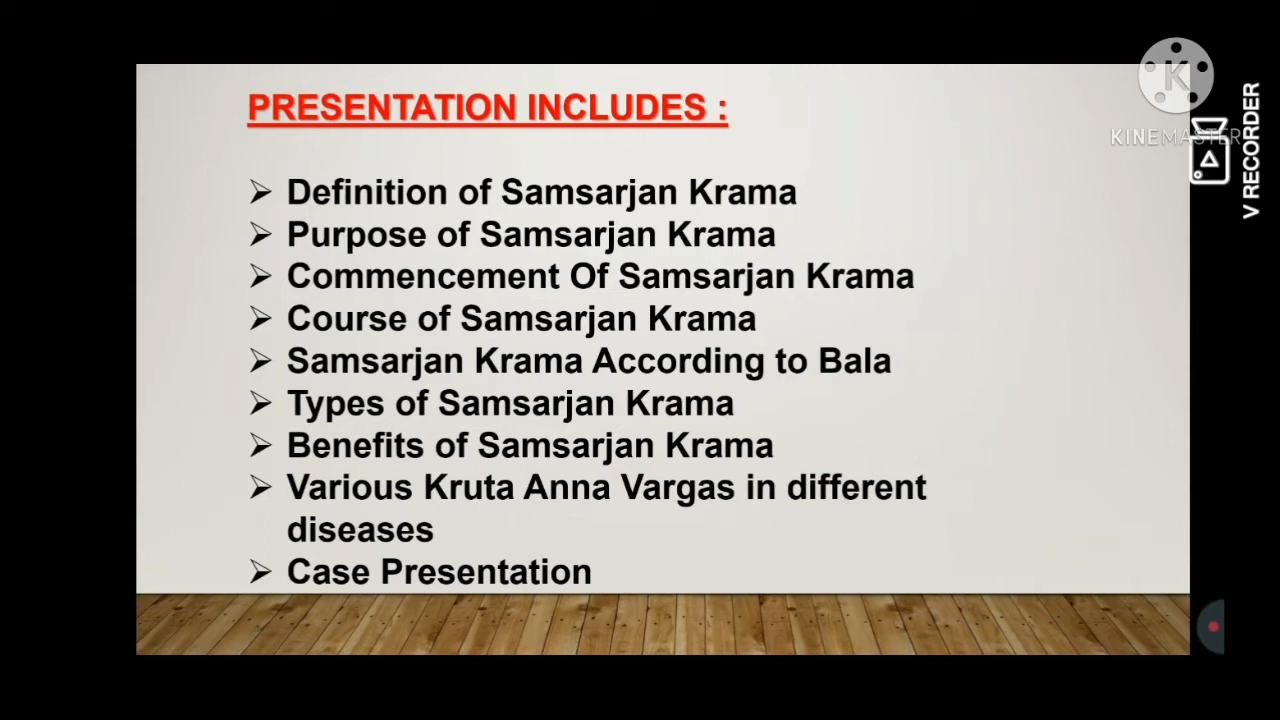 PRESENTATION INCLUDES :
➢ Definition of Samsarjan Krama
➢ Purpose of Samsarjan Krama
➢ Commencement Of Samsarjan Krama
➢ Course of Samsarjan Krama
➢ Samsarjan Krama According to Bala
➢ Types of Samsarjan Krama
➢ Benefits of Samsarjan Krama
➢ Various Kruta Anna Vargas in different
diseases
➢ Case Presentation
K
KINEMASTER
V RECORDER